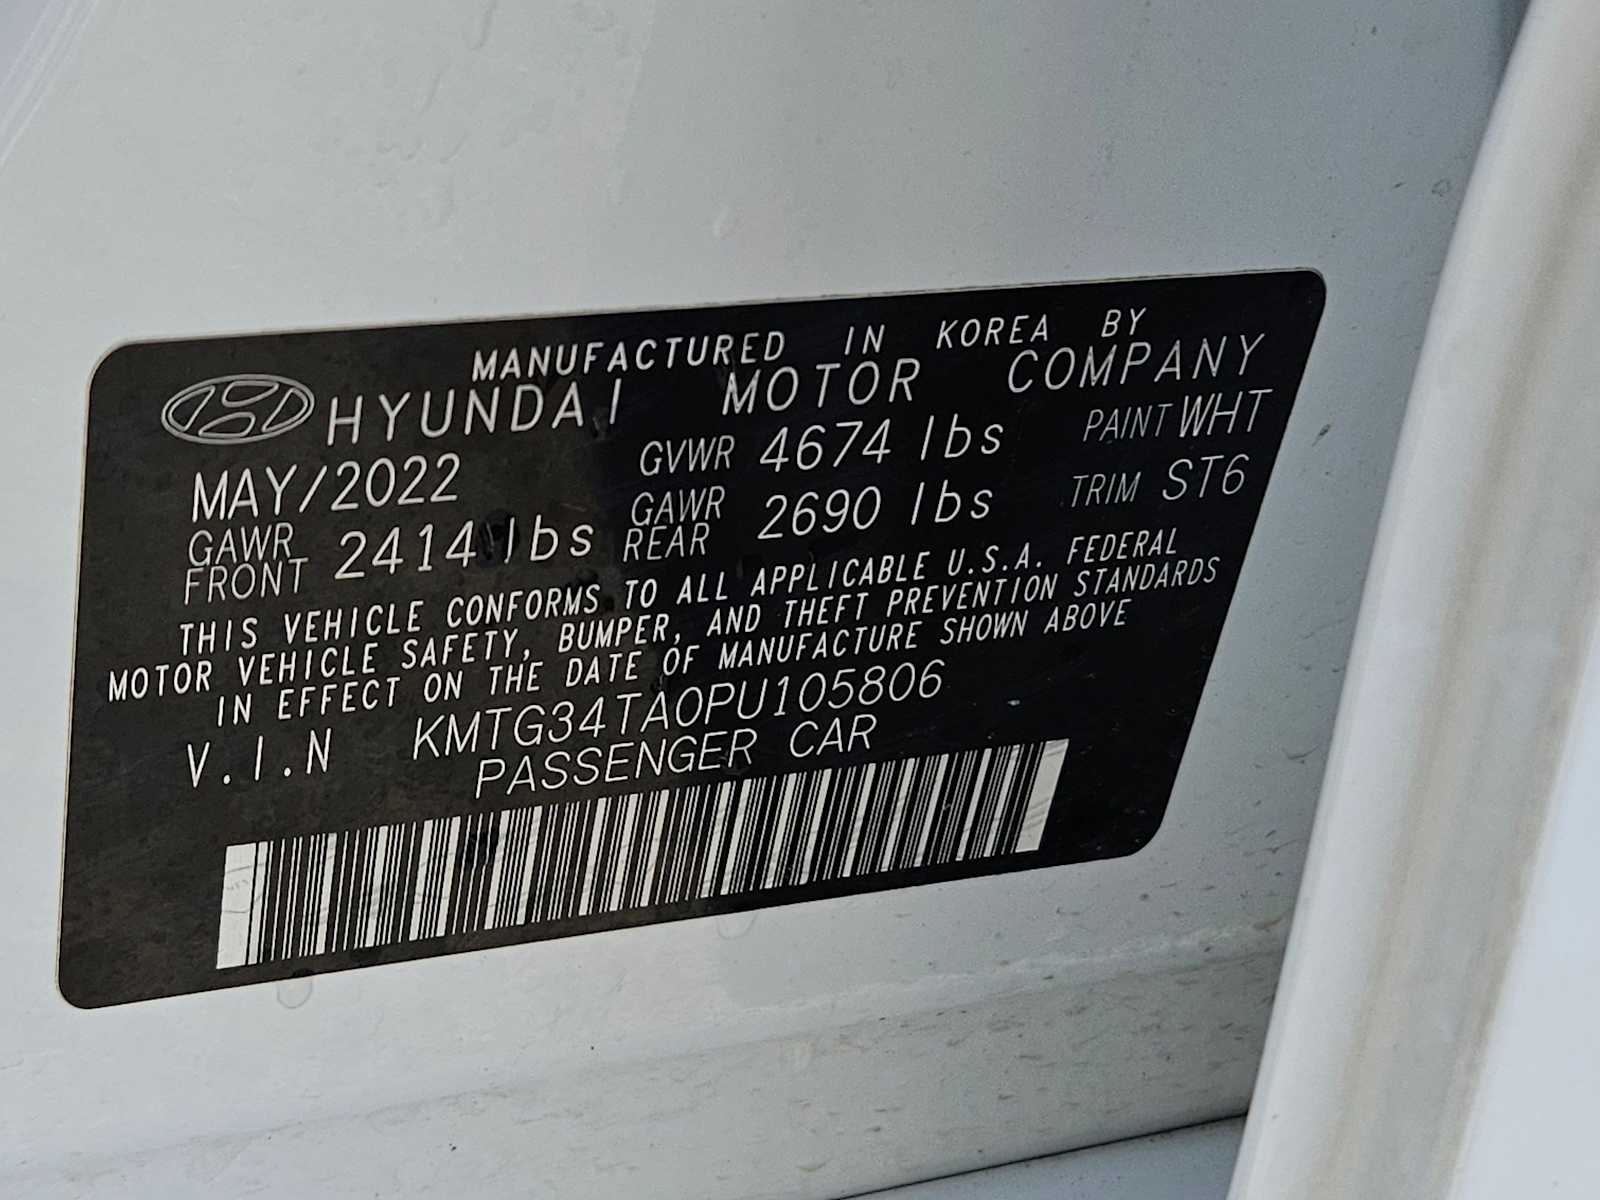 MANUFACTURED IN KOREA BY
HYUNDAI MOTOR COMPANY
MAY/2022 GVWR 4674 lbs PAINT WHT
GAWR FRONT 2414 lbs GAWR REAR 2690 lbs TRIM ST6
THIS VEHICLE CONFORMS TO ALL APPLICABLE U.S.A. FEDERAL
MOTOR VEHICLE SAFETY, BUMPER, AND THEFT PREVENTION STANDARDS
IN EFFECT ON THE DATE OF MANUFACTURE SHOWN ABOVE
V.I.N KMTG34TA0PU105806
PASSENGER CAR